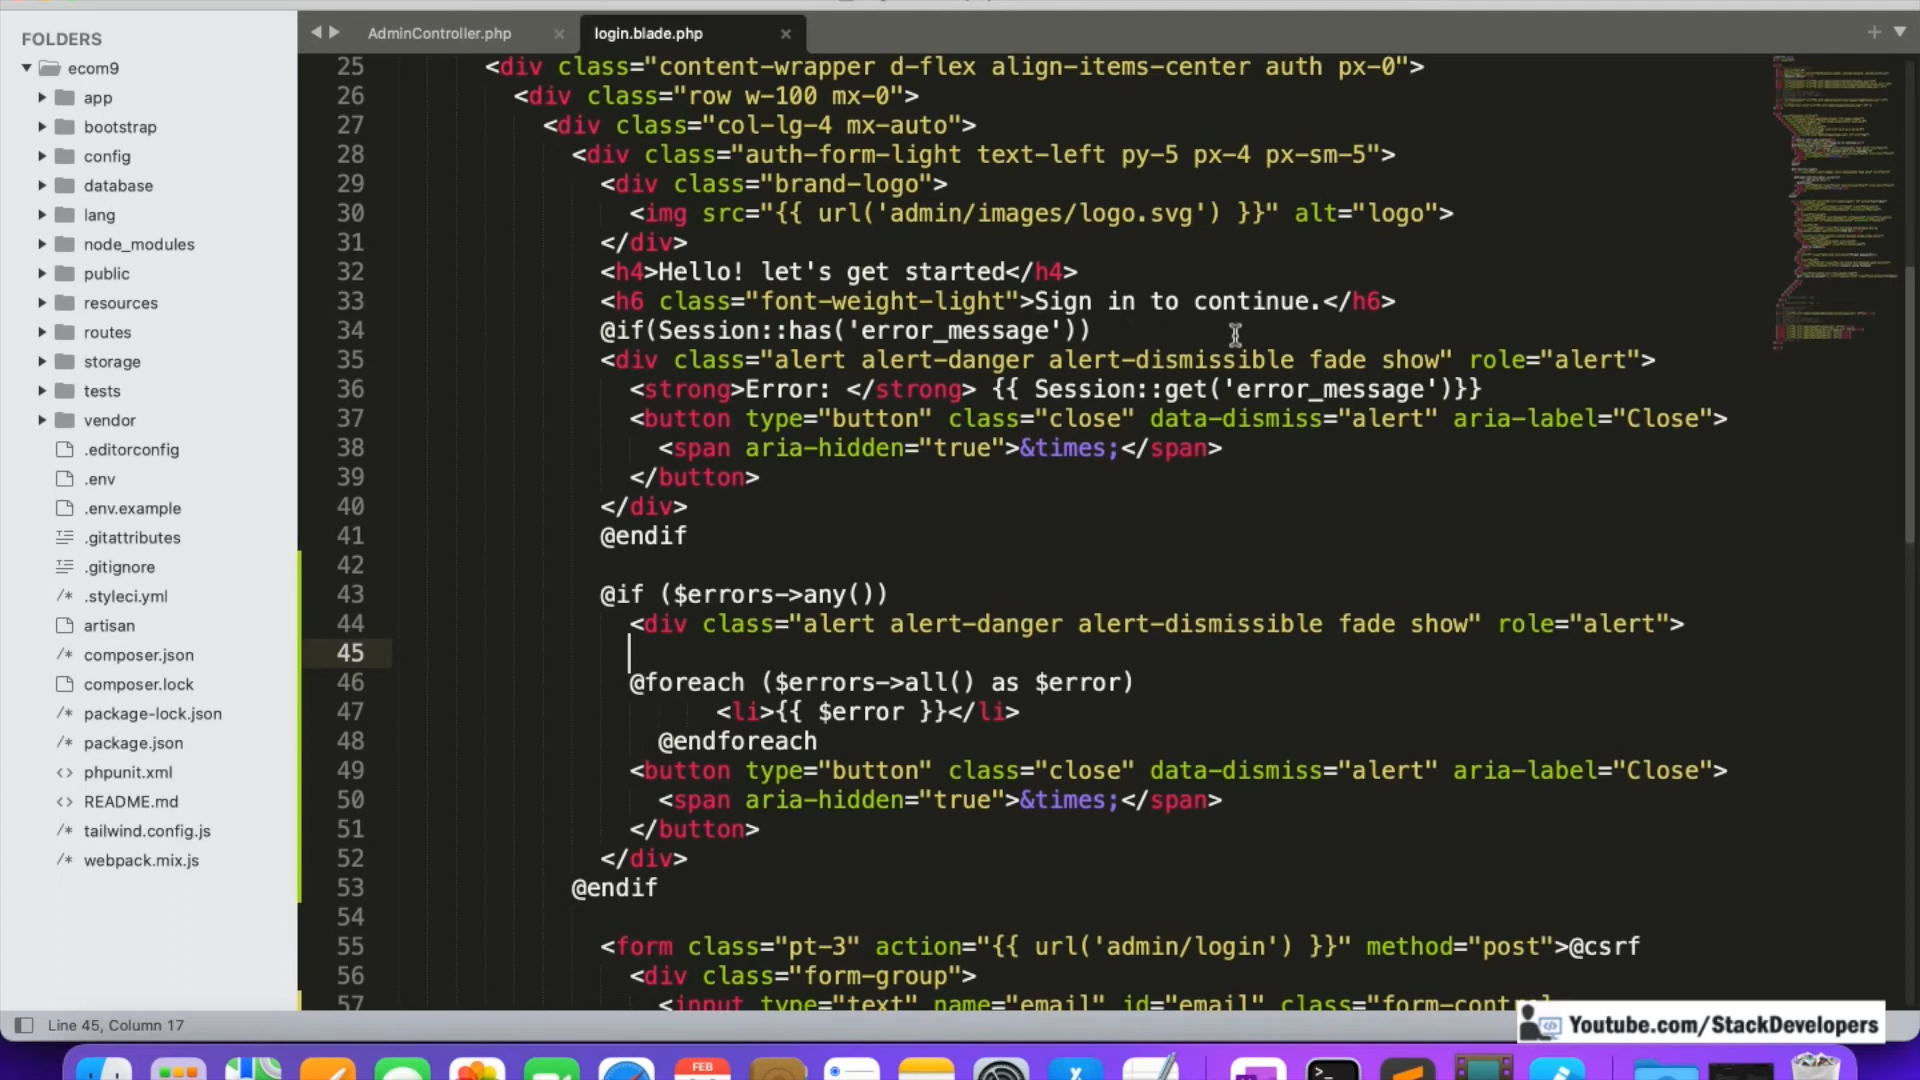 FOLDERS
ecom9
app
bootstrap
config
database
lang
node_modules
public
resources
routes
storage
tests
vendor
.editorconfig
.env
.env.example
.gitattributes
.gitignore
/* .styleci.yml
artisan
/* composer.json
composer.lock
/* package-lock.json
/* package.json
<> phpunit.xml
<> README.md
/* tailwind.config.js
/* webpack.mix.js
AdminController.php ×
login.blade.php ×
25 <div class="content-wrapper d-flex align-items-center auth px-0">
26 <div class="row w-100 mx-0">
27 <div class="col-lg-4 mx-auto">
28 <div class="auth-form-light text-left py-5 px-4 px-sm-5">
29 <div class="brand-logo">
30 <img src="{{ url('admin/images/logo.svg') }}" alt="logo">
31 </div>
32 <h4>Hello! let's get started</h4>
33 <h6 class="font-weight-light">Sign in to continue.</h6>
34 @if(Session::has('error_message'))
35 <div class="alert alert-danger alert-dismissible fade show" role="alert">
36 <strong>Error: </strong> {{ Session::get('error_message')}}
37 <button type="button" class="close" data-dismiss="alert" aria-label="Close">
38 <span aria-hidden="true">&times;</span>
39 </button>
40 </div>
41 @endif
42
43 @if ($errors->any())
44 <div class="alert alert-danger alert-dismissible fade show" role="alert">
45
46 @foreach ($errors->all() as $error)
47 <li>{{ $error }}</li>
48 @endforeach
49 <button type="button" class="close" data-dismiss="alert" aria-label="Close">
50 <span aria-hidden="true">&times;</span>
51 </button>
52 </div>
53 @endif
54
55 <form class="pt-3" action="{{ url('admin/login') }}" method="post">@csrf
56 <div class="form-group">
57 <input type="text" name="email" id="email" class="form-control
Line 45, Column 17
Youtube.com/StackDevelopers
FEB